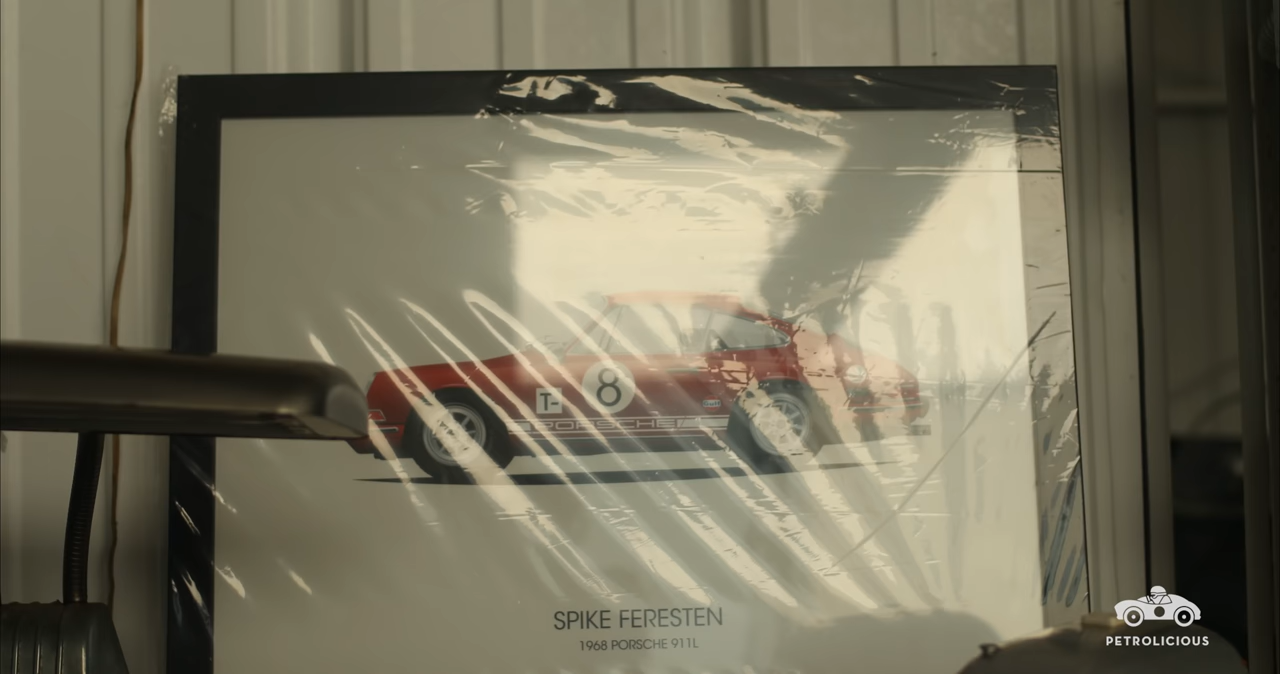 T-
8
PORSCHE
SPIKE FERESTEN
1968 PORSCHE 911L
PETROLICIOUS